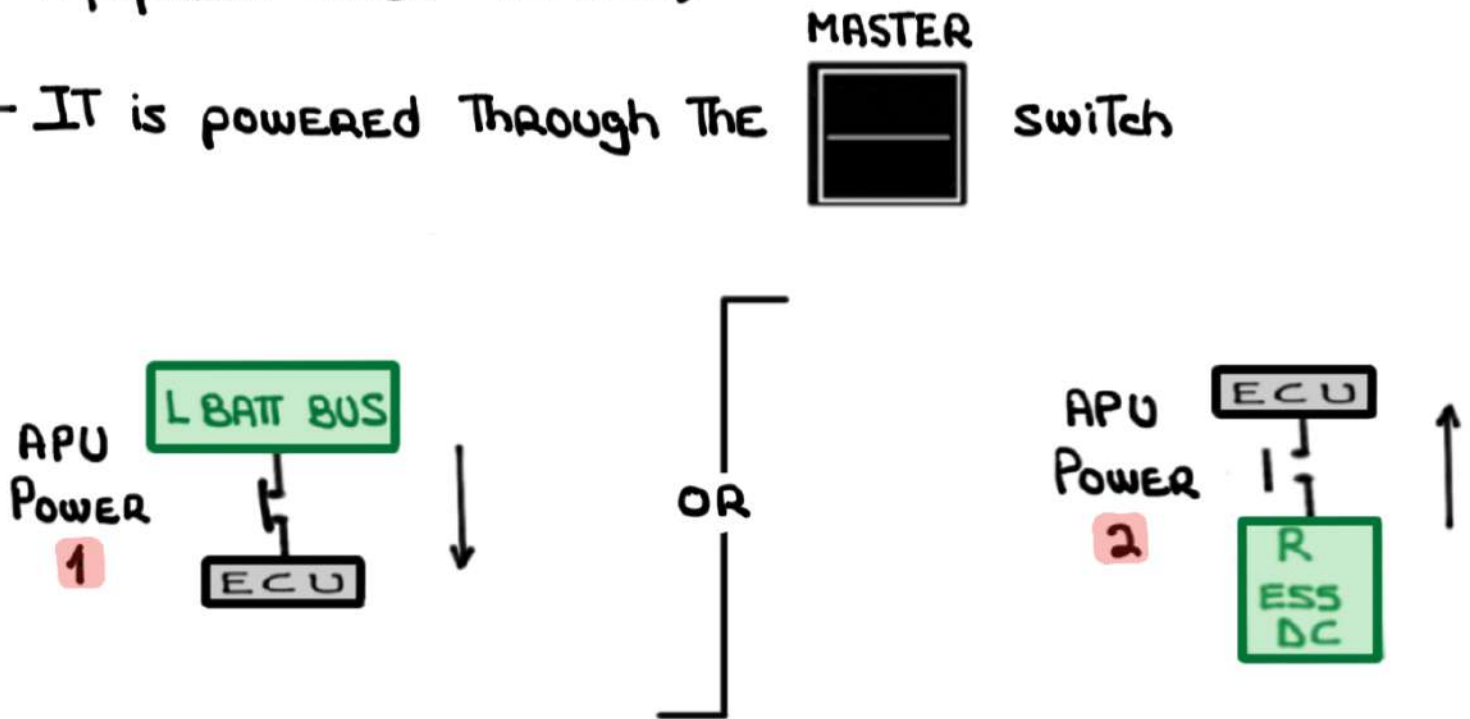 MASTER
- IT is POWERED THROUGH THE switch
L BATT BUS
APU
POWER
1
ECU
OR
APU
POWER
2
ECU
R
ESS
DC